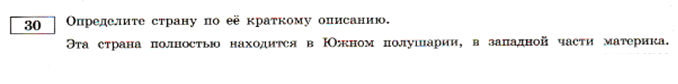 30 Определите страну по её краткому описанию.
Эта страна полностью находится в Южном полушарии, в западной части материка.